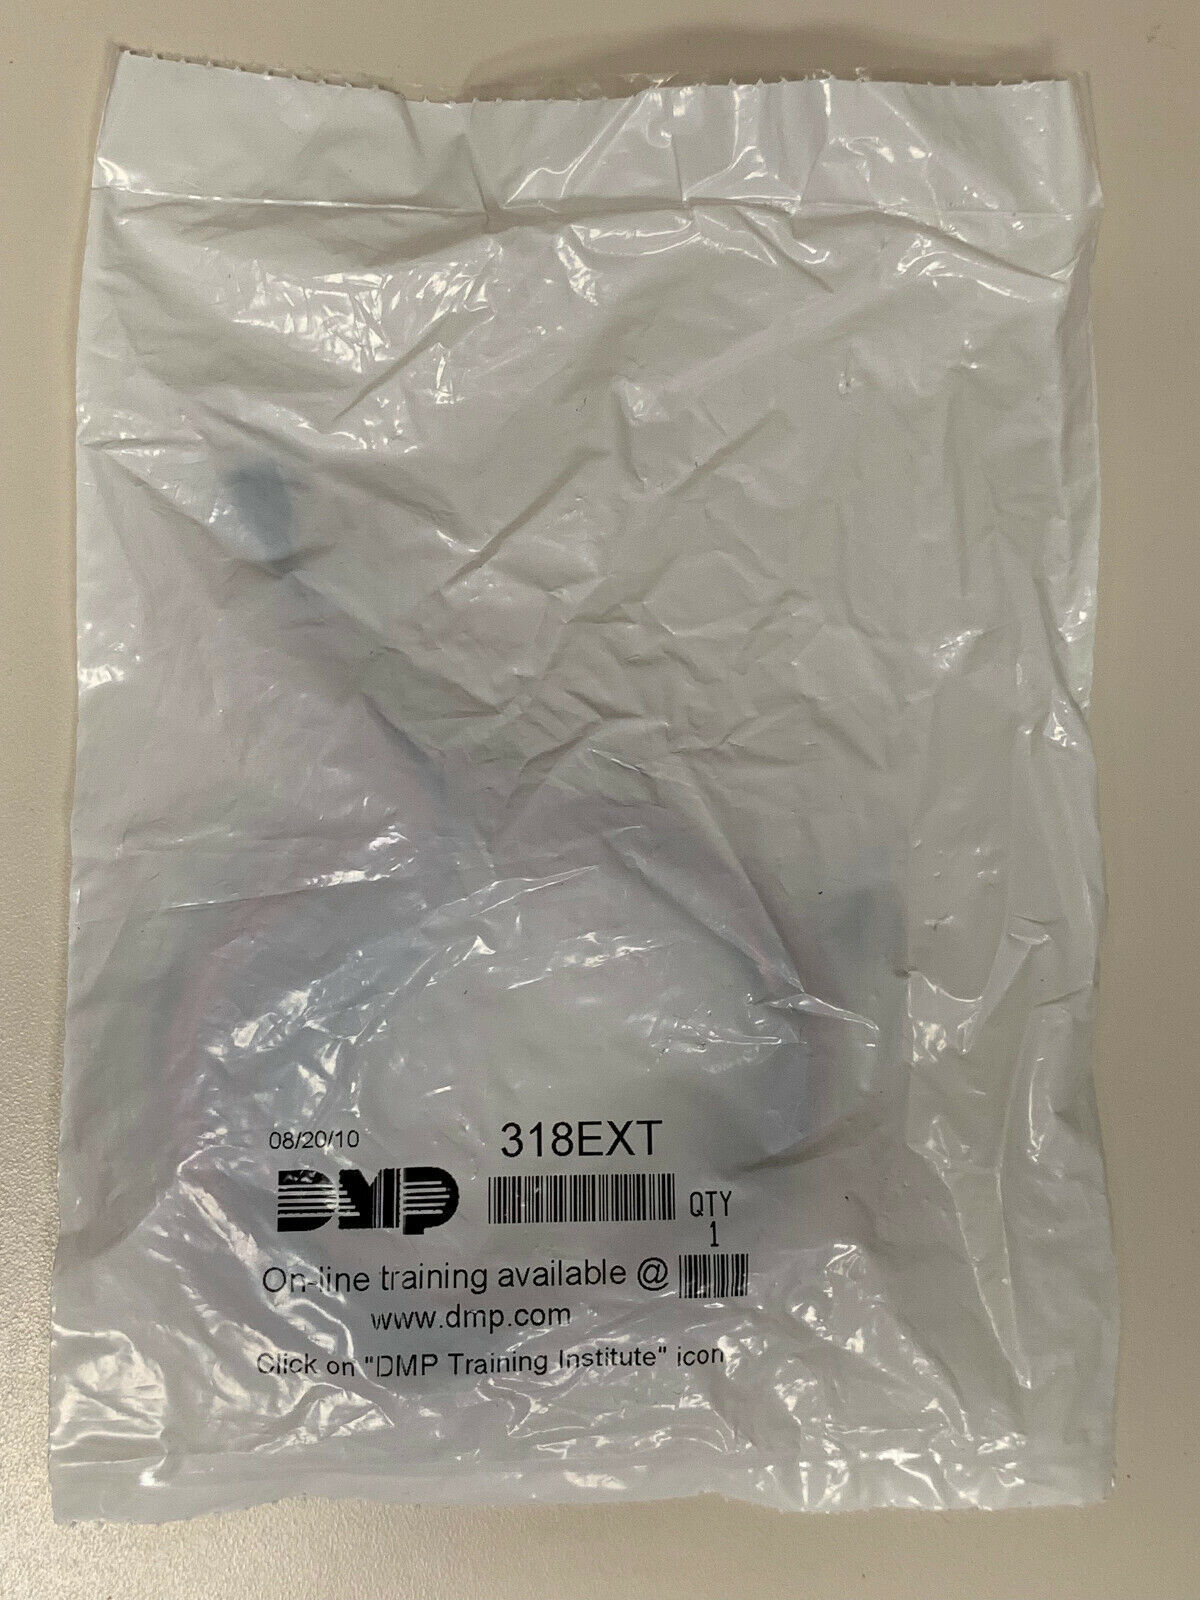 08/20/10 318EXT
DMP QTY
1
On-line training available @
www.dmp.com
Click on "DMP Training Institute" icon